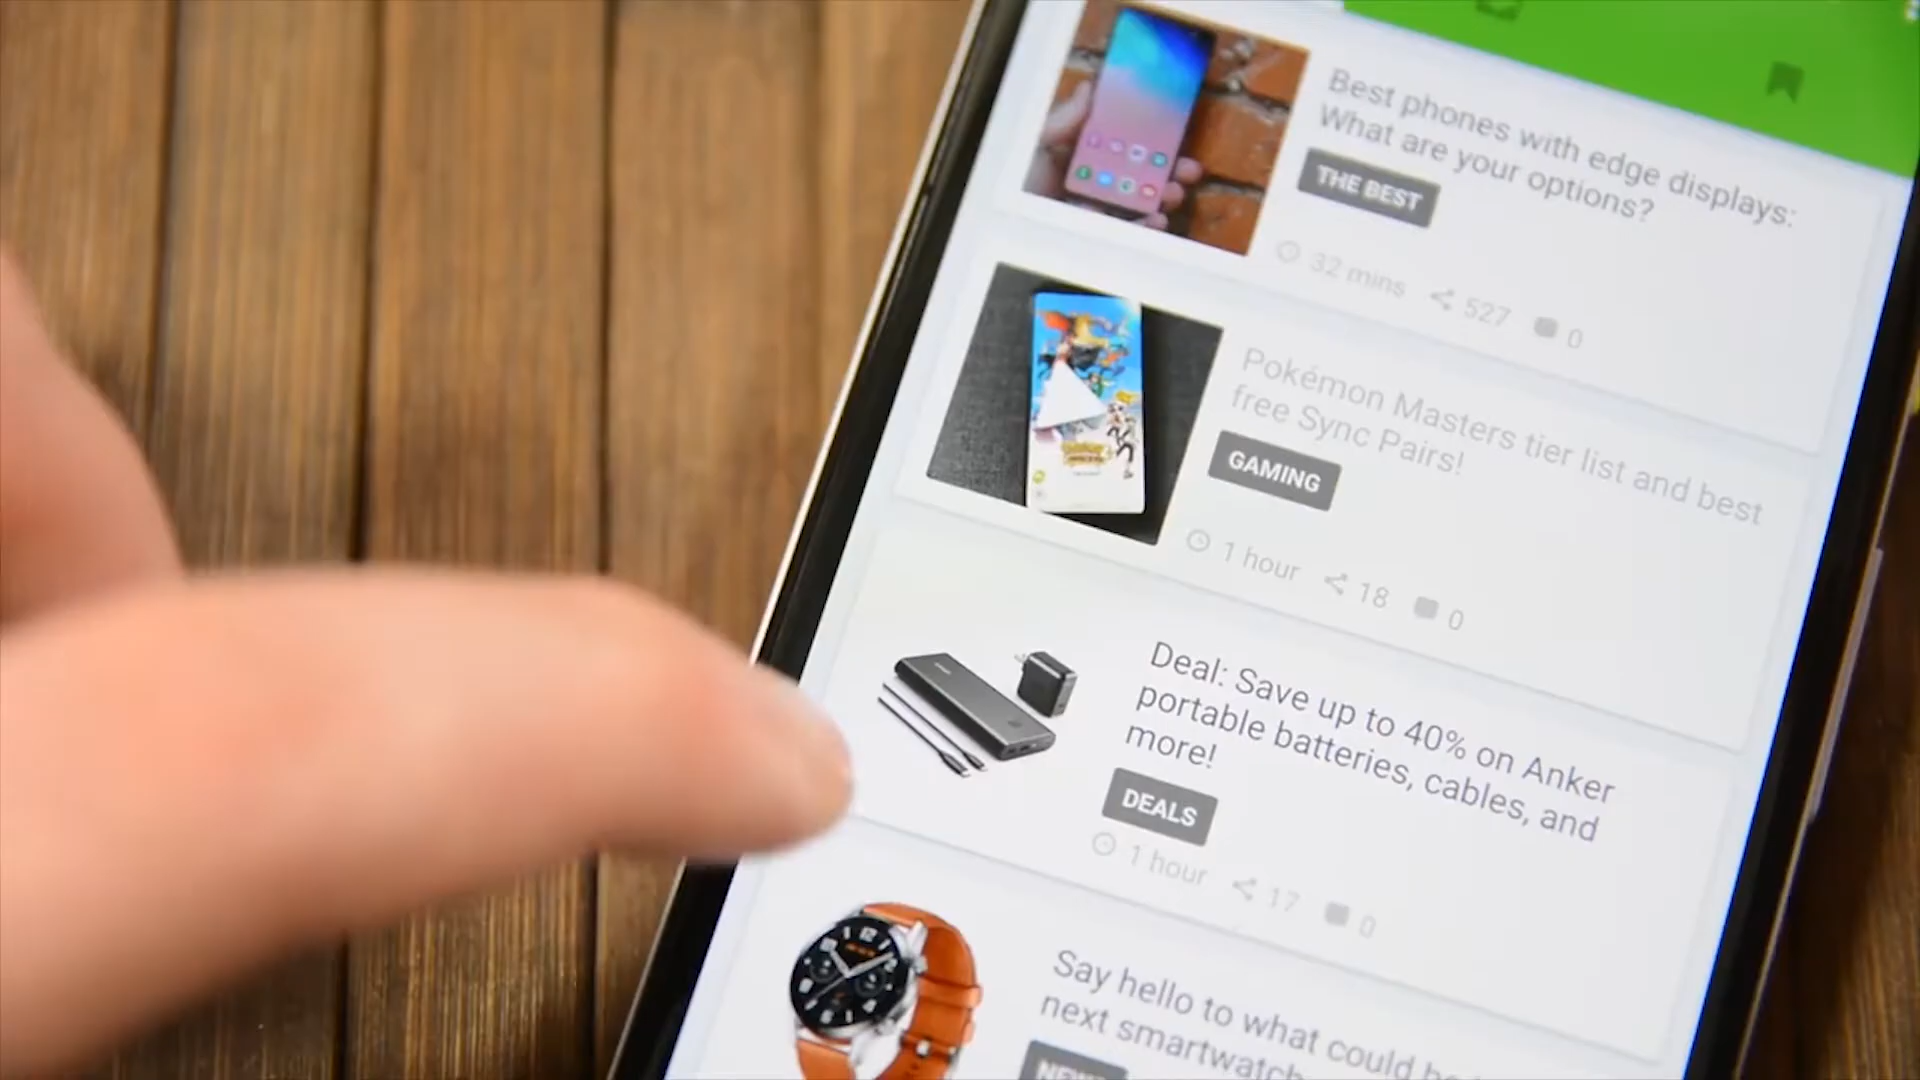 Best phones with edge displays:
What are your options?
THE BEST
32 mins 527 0
Pokémon Masters tier list and best
free Sync Pairs!
GAMING
1 hour 18 0
Deal: Save up to 40% on Anker
portable batteries, cables, and
more!
DEALS
1 hour 17 0
Say hello to what could be
next smartwatch
NEWS